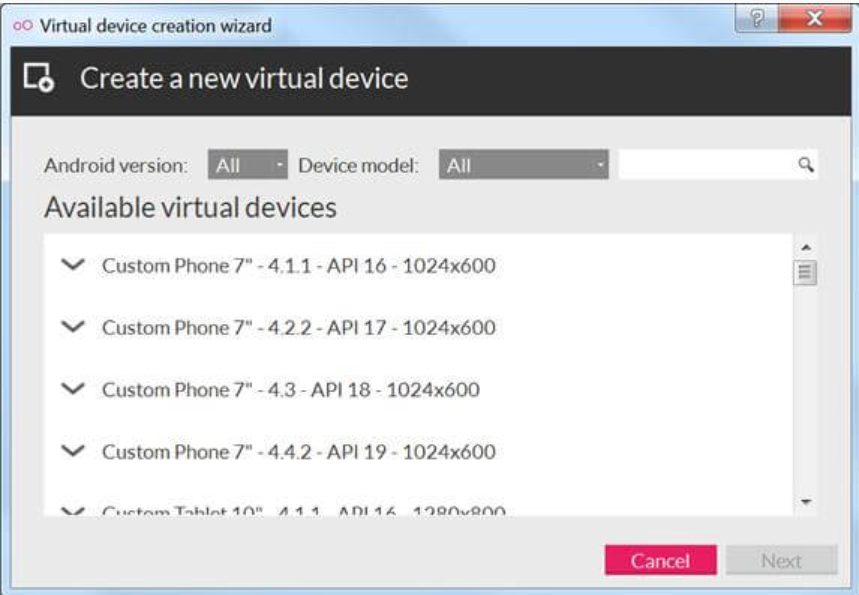 Virtual device creation wizard
Create a new virtual device
Android version: All Device model: All
Available virtual devices
Custom Phone 7" - 4.1.1 - API 16 - 1024x600
Custom Phone 7" - 4.2.2 - API 17 - 1024x600
Custom Phone 7" - 4.3 - API 18 - 1024x600
Custom Phone 7" - 4.4.2 - API 19 - 1024x600
Custom Tablet 10" - 4.1.1 - API 16 - 1280x800
Cancel Next